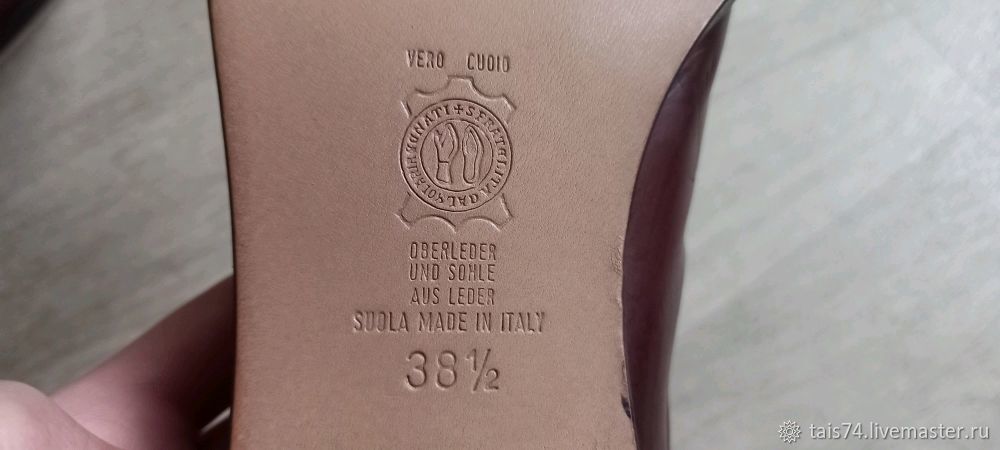 VERO CUOIO
OBERLEDER
UND SOHLE
AUS LEDER
SUOLA MADE IN ITALY
38½
tais74.livemaster.ru